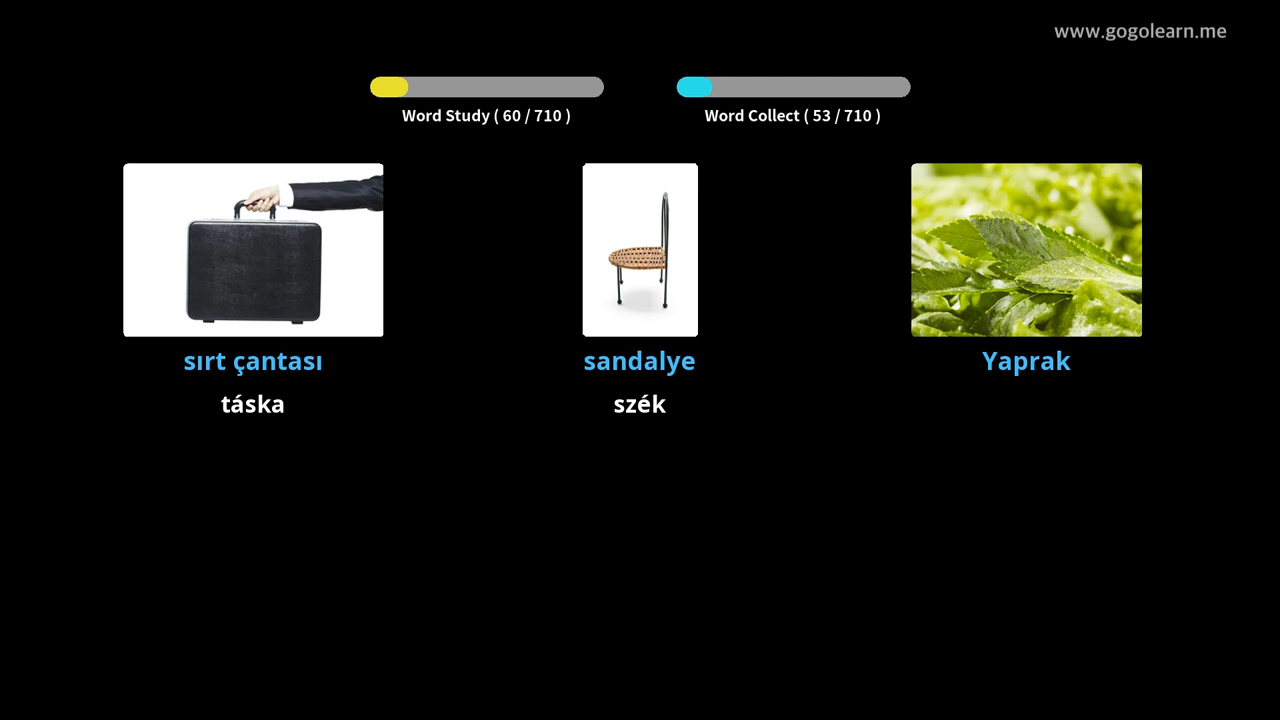 www.gogolearn.me
Word Study ( 60 / 710 )
Word Collect ( 53 / 710 )
sırt çantası
táska
sandalye
szék
Yaprak